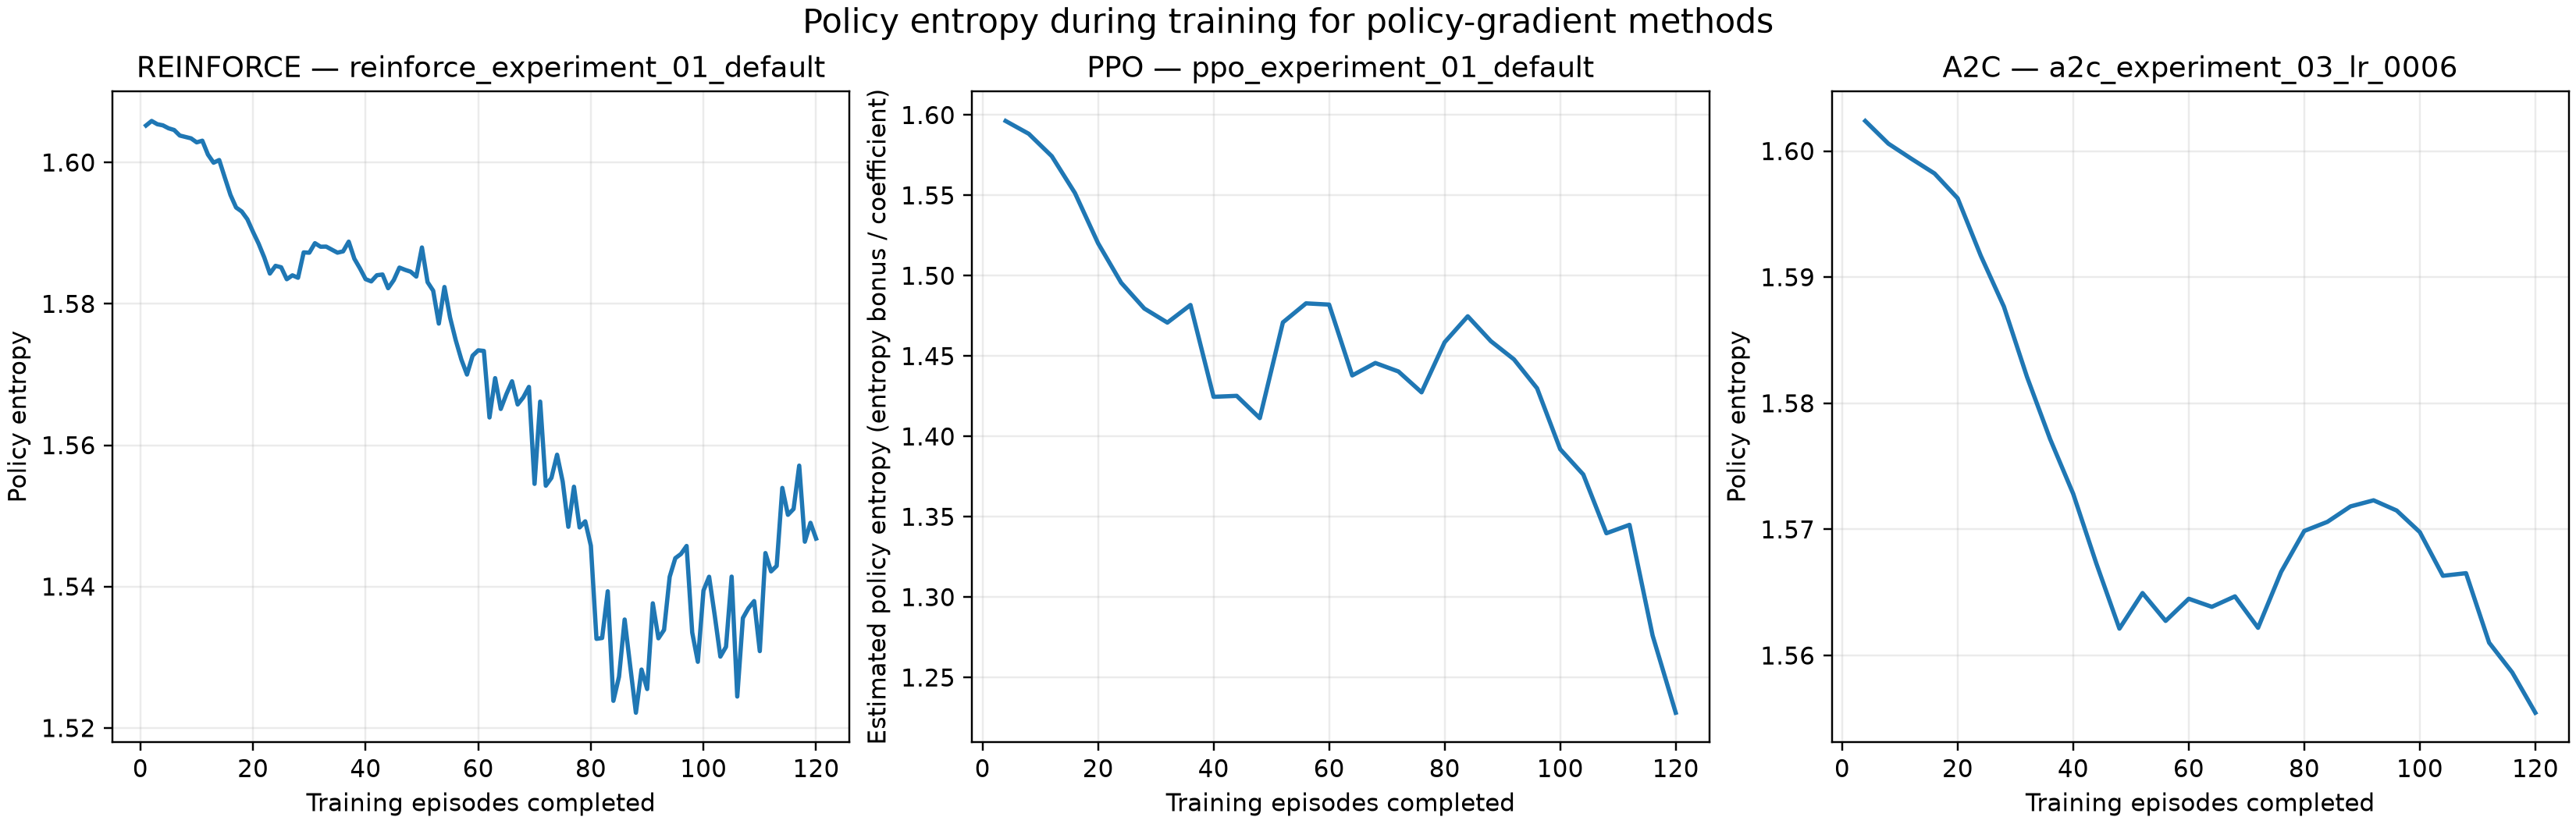 Policy entropy during training for policy-gradient methods
REINFORCE — reinforce_experiment_01_default
Policy entropy
1.60
1.58
1.56
1.54
1.52
0 20 40 60 80 100 120
Training episodes completed
PPO — ppo_experiment_01_default
Estimated policy entropy (entropy bonus / coefficient)
1.60
1.55
1.50
1.45
1.40
1.35
1.30
1.25
0 20 40 60 80 100 120
Training episodes completed
A2C — a2c_experiment_03_lr_0006
Policy entropy
1.60
1.59
1.58
1.57
1.56
0 20 40 60 80 100 120
Training episodes completed